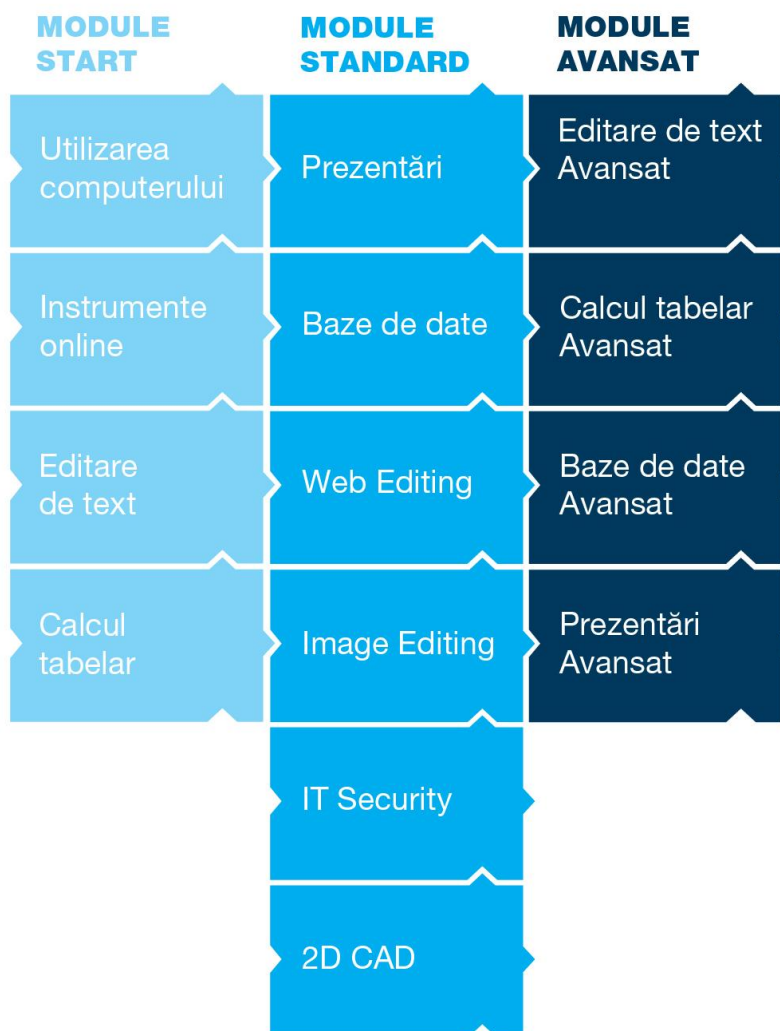 MODULE
START
Utilizarea
computerului
Instrumente
online
Editare
de text
Calcul
tabelar
MODULE
STANDARD
Prezentări
Baze de date
Web Editing
Image Editing
IT Security
2D CAD
MODULE
AVANSAT
Editare de text
Avansat
Calcul tabelar
Avansat
Baze de date
Avansat
Prezentări
Avansat